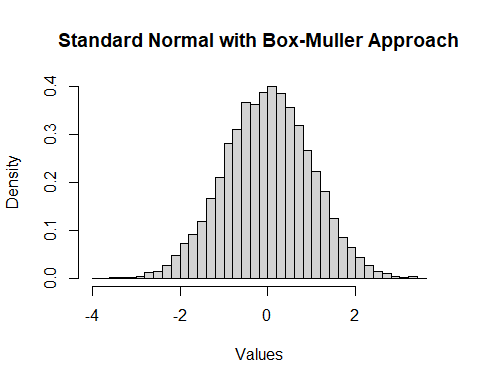 Standard Normal with Box-Muller Approach
Density
0.4
0.3
0.2
0.1
0.0
-4 -2 0 2
Values